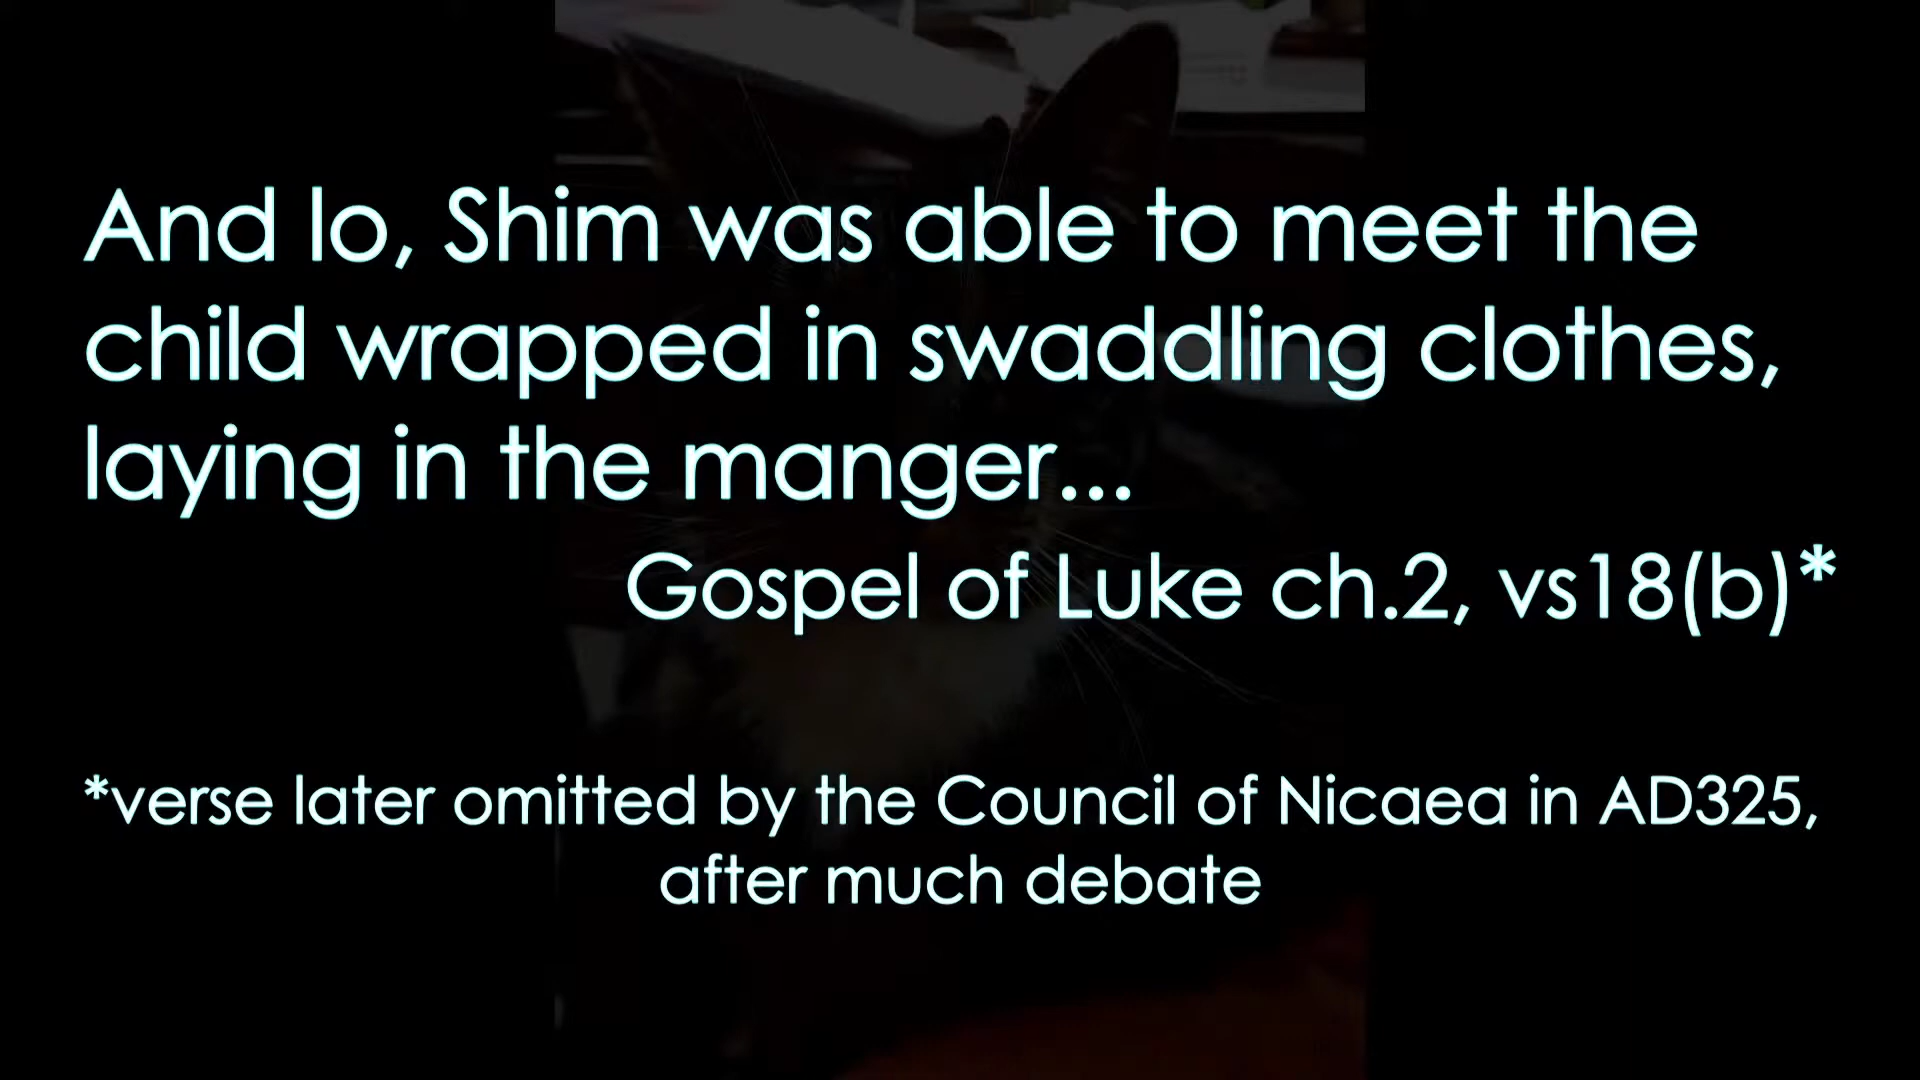 And lo, Shim was able to meet the
child wrapped in swaddling clothes,
laying in the manger...
Gospel of Luke ch.2, vs18(b)*
*verse later omitted by the Council of Nicaea in AD325,
after much debate